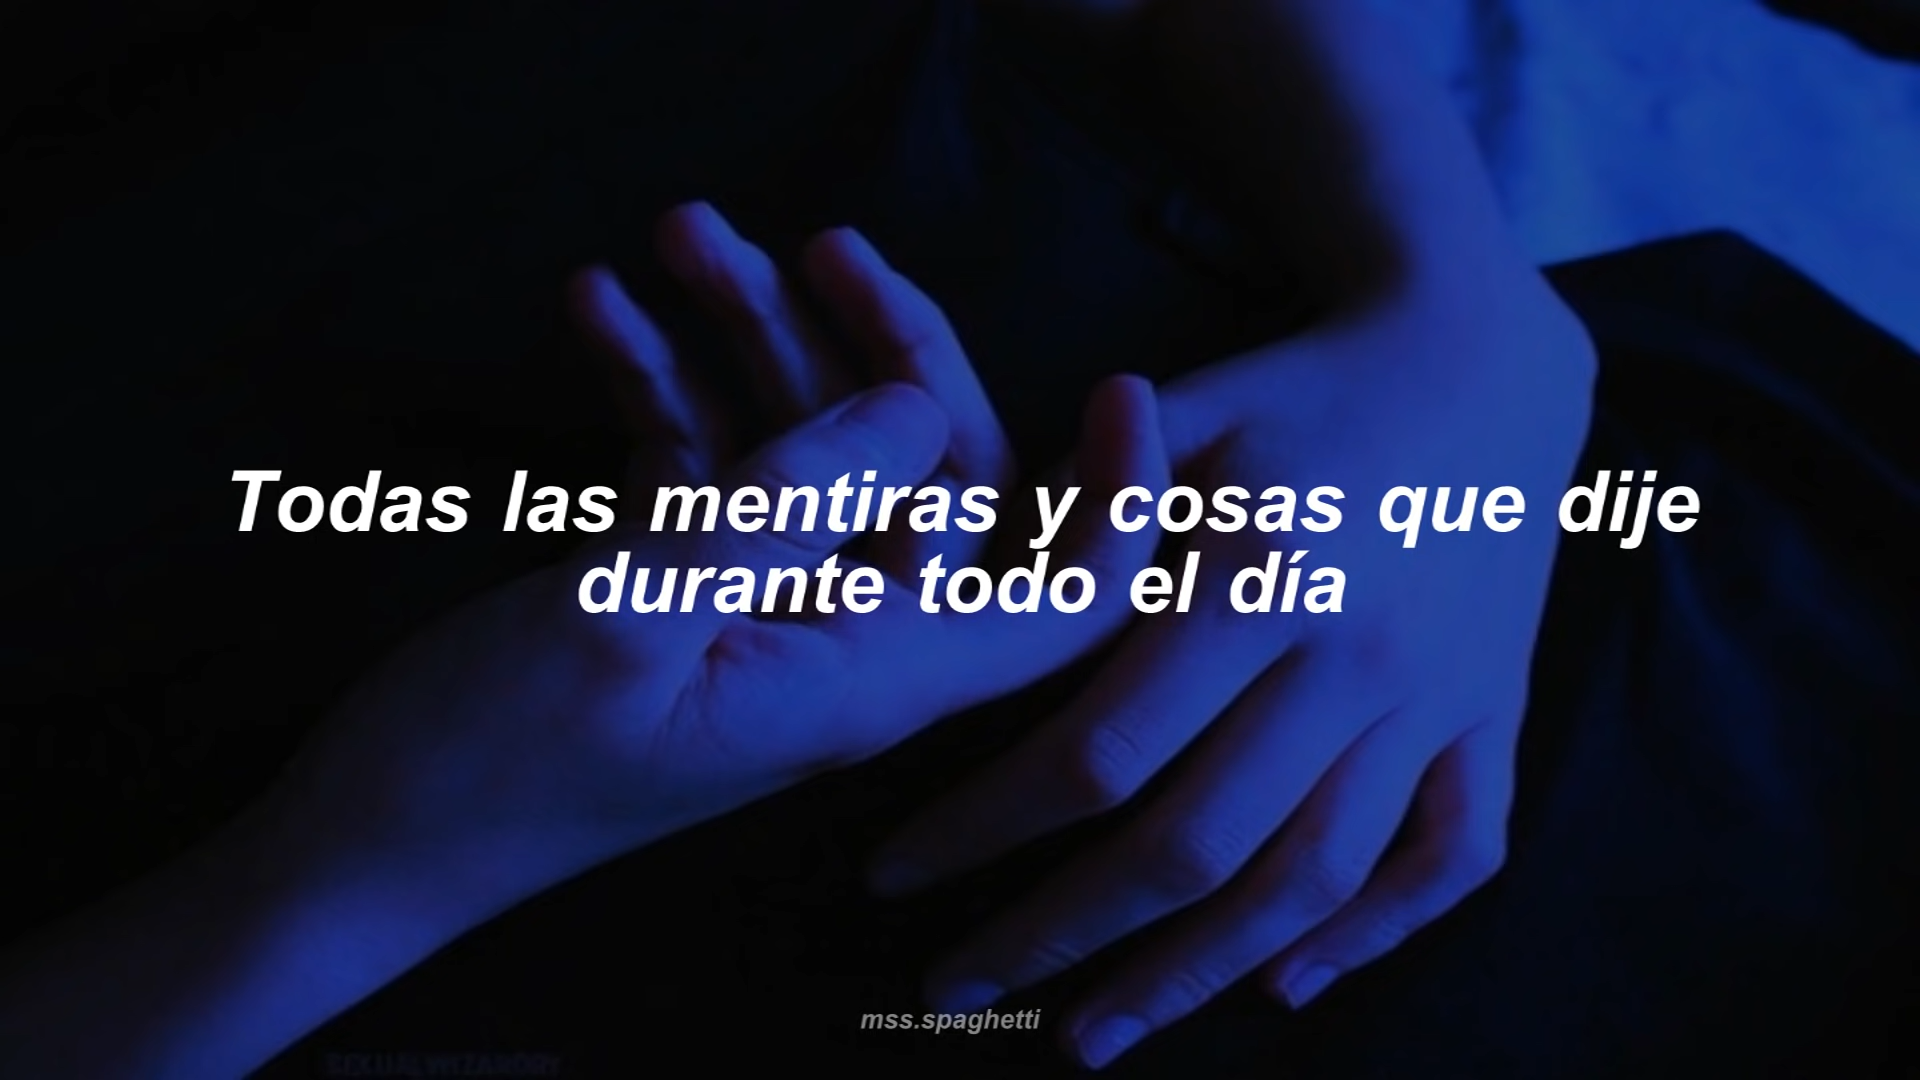 Todas las mentiras y cosas que dije
durante todo el día
mss.spaghetti